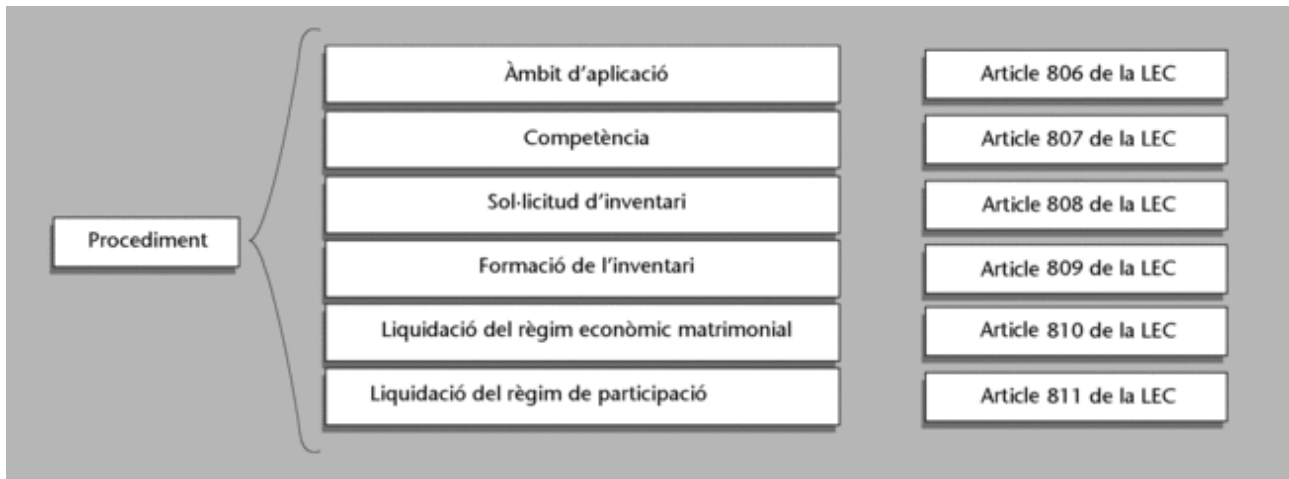 Procediment
Àmbit d'aplicació
Article 806 de la LEC
Competència
Article 807 de la LEC
Sol·licitud d'inventari
Article 808 de la LEC
Formació de l'inventari
Article 809 de la LEC
Liquidació del règim econòmic matrimonial
Article 810 de la LEC
Liquidació del règim de participació
Article 811 de la LEC